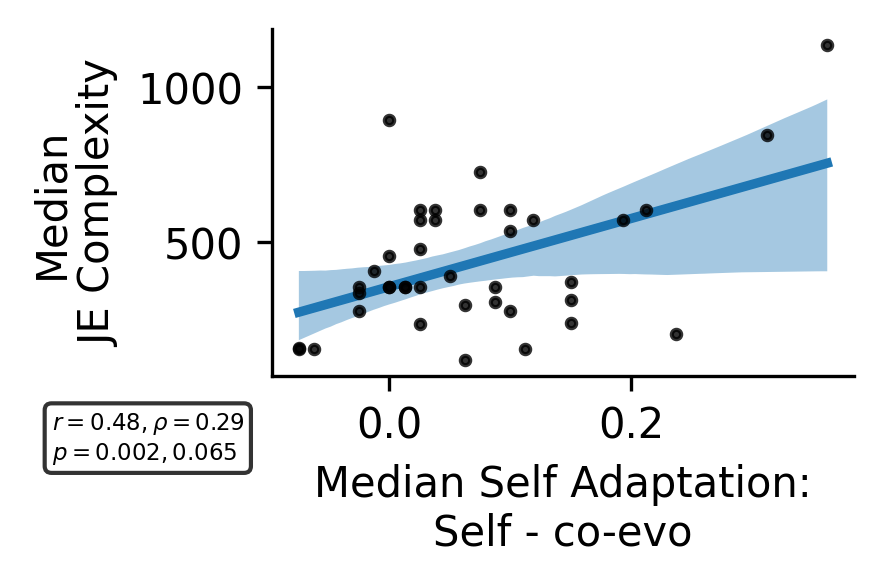 Median
JE Complexity
1000
500
0.0
0.2
r = 0.48, ρ = 0.29
p = 0.002, 0.065
Median Self Adaptation:
Self - co-evo